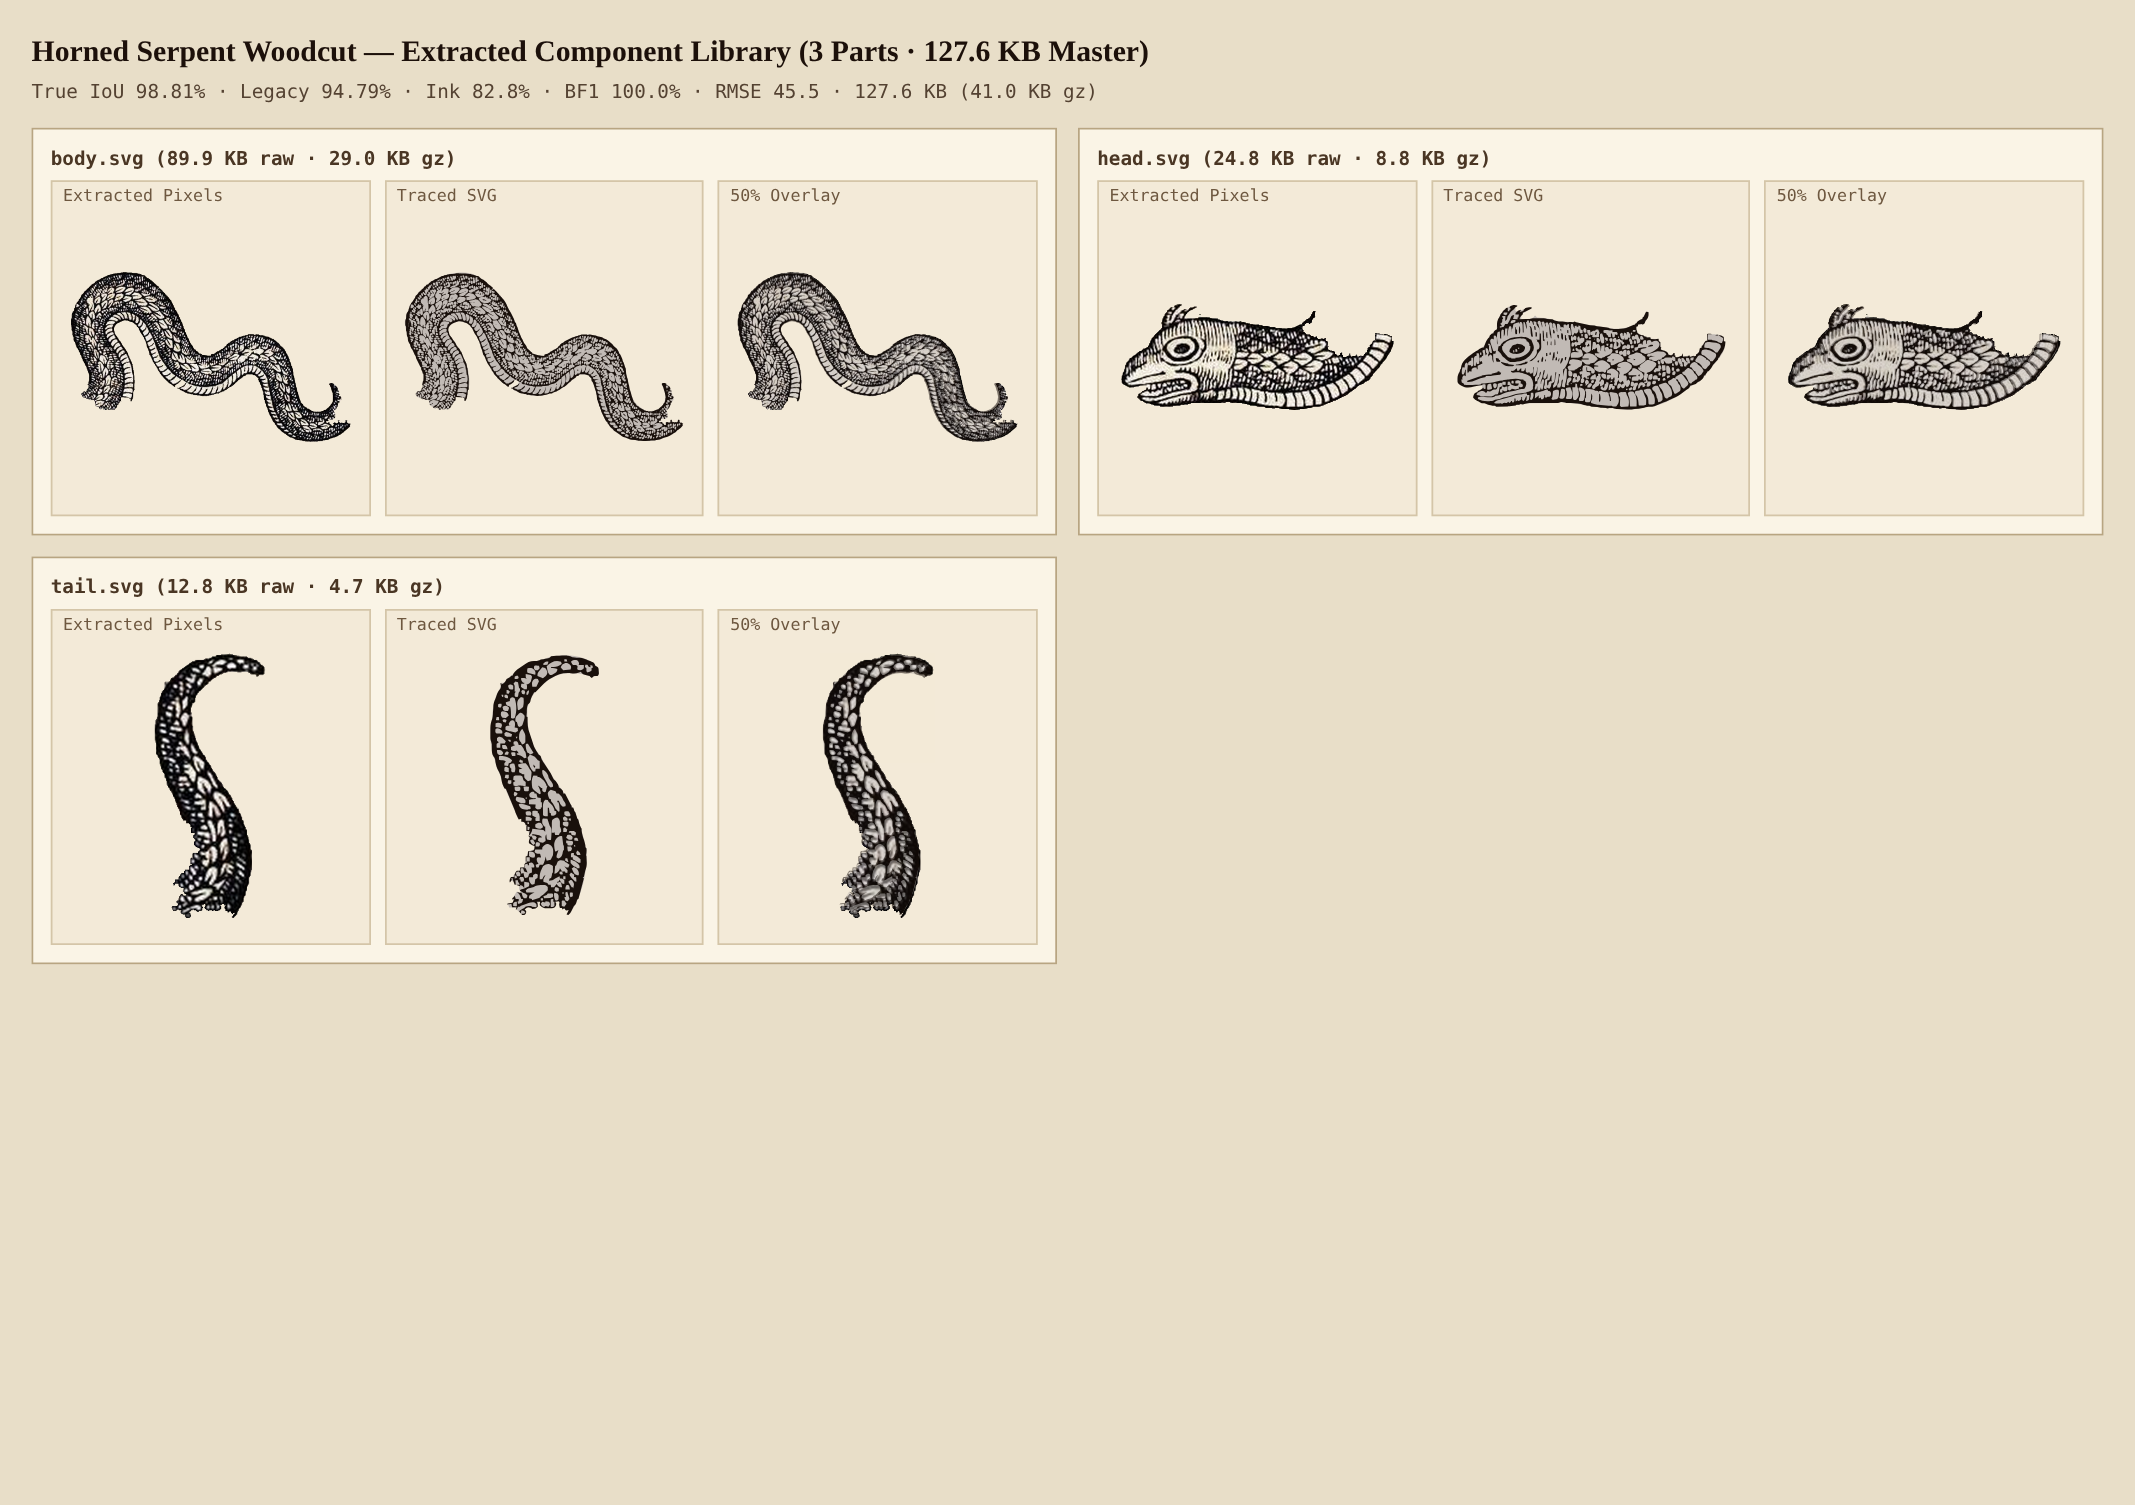 Horned Serpent Woodcut — Extracted Component Library (3 Parts · 127.6 KB Master)
True IoU 98.81% · Legacy 94.79% · Ink 82.8% · BF1 100.0% · RMSE 45.5 · 127.6 KB (41.0 KB gz)
body.svg (89.9 KB raw · 29.0 KB gz)
Extracted Pixels
Traced SVG
50% Overlay
head.svg (24.8 KB raw · 8.8 KB gz)
Extracted Pixels
Traced SVG
50% Overlay
tail.svg (12.8 KB raw · 4.7 KB gz)
Extracted Pixels
Traced SVG
50% Overlay